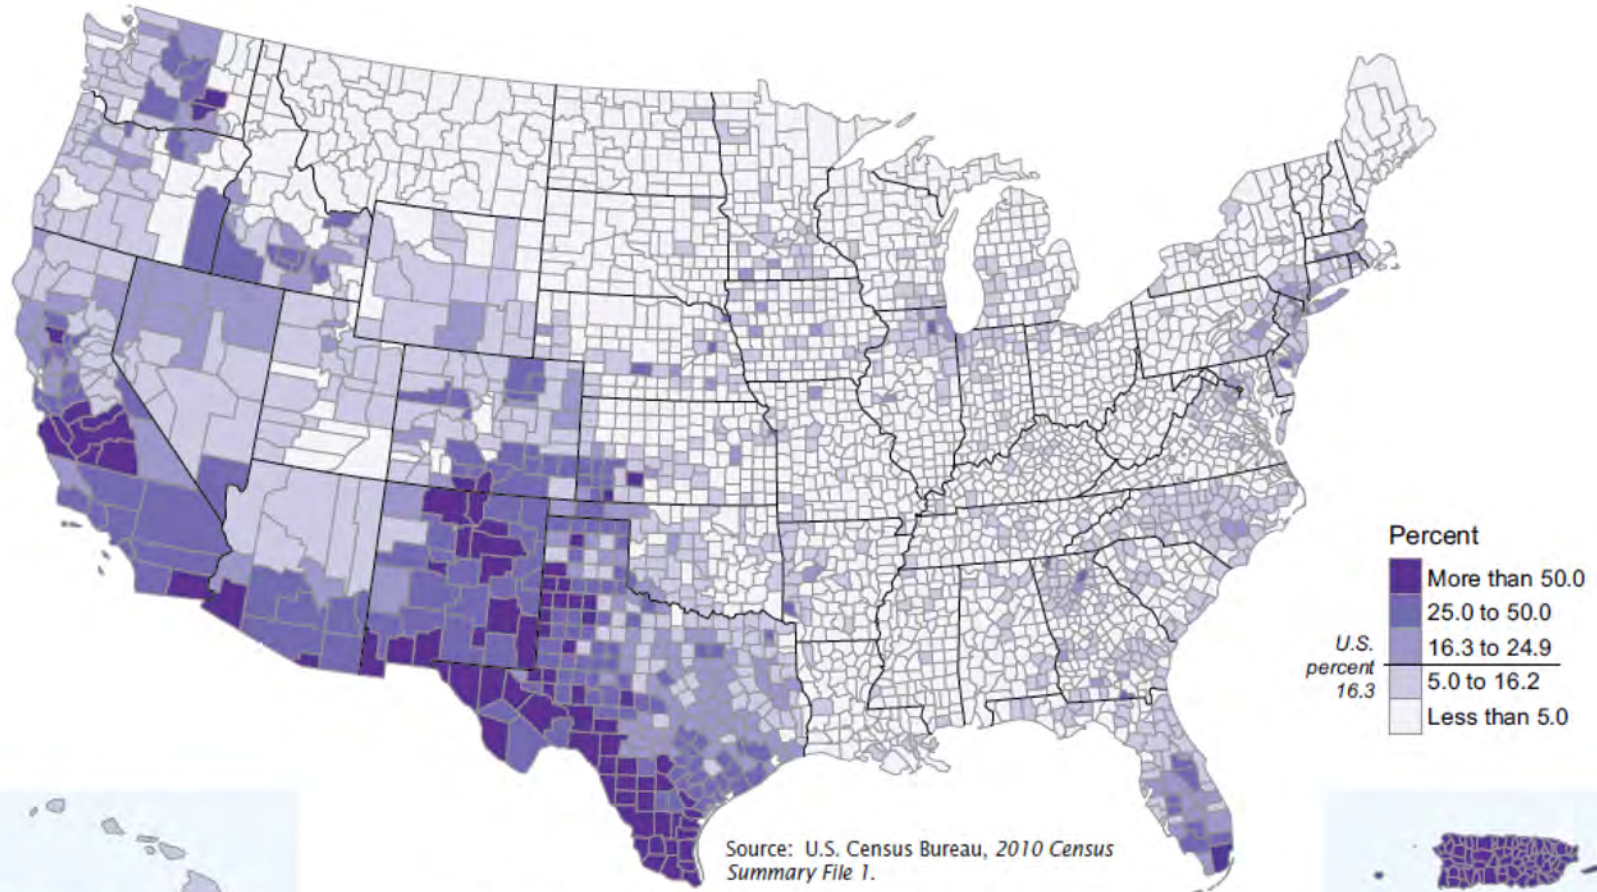 Percent
More than 50.0
25.0 to 50.0
16.3 to 24.9
U.S.
percent
16.3
5.0 to 16.2
Less than 5.0
Source: U.S. Census Bureau, 2010 Census
Summary File 1.